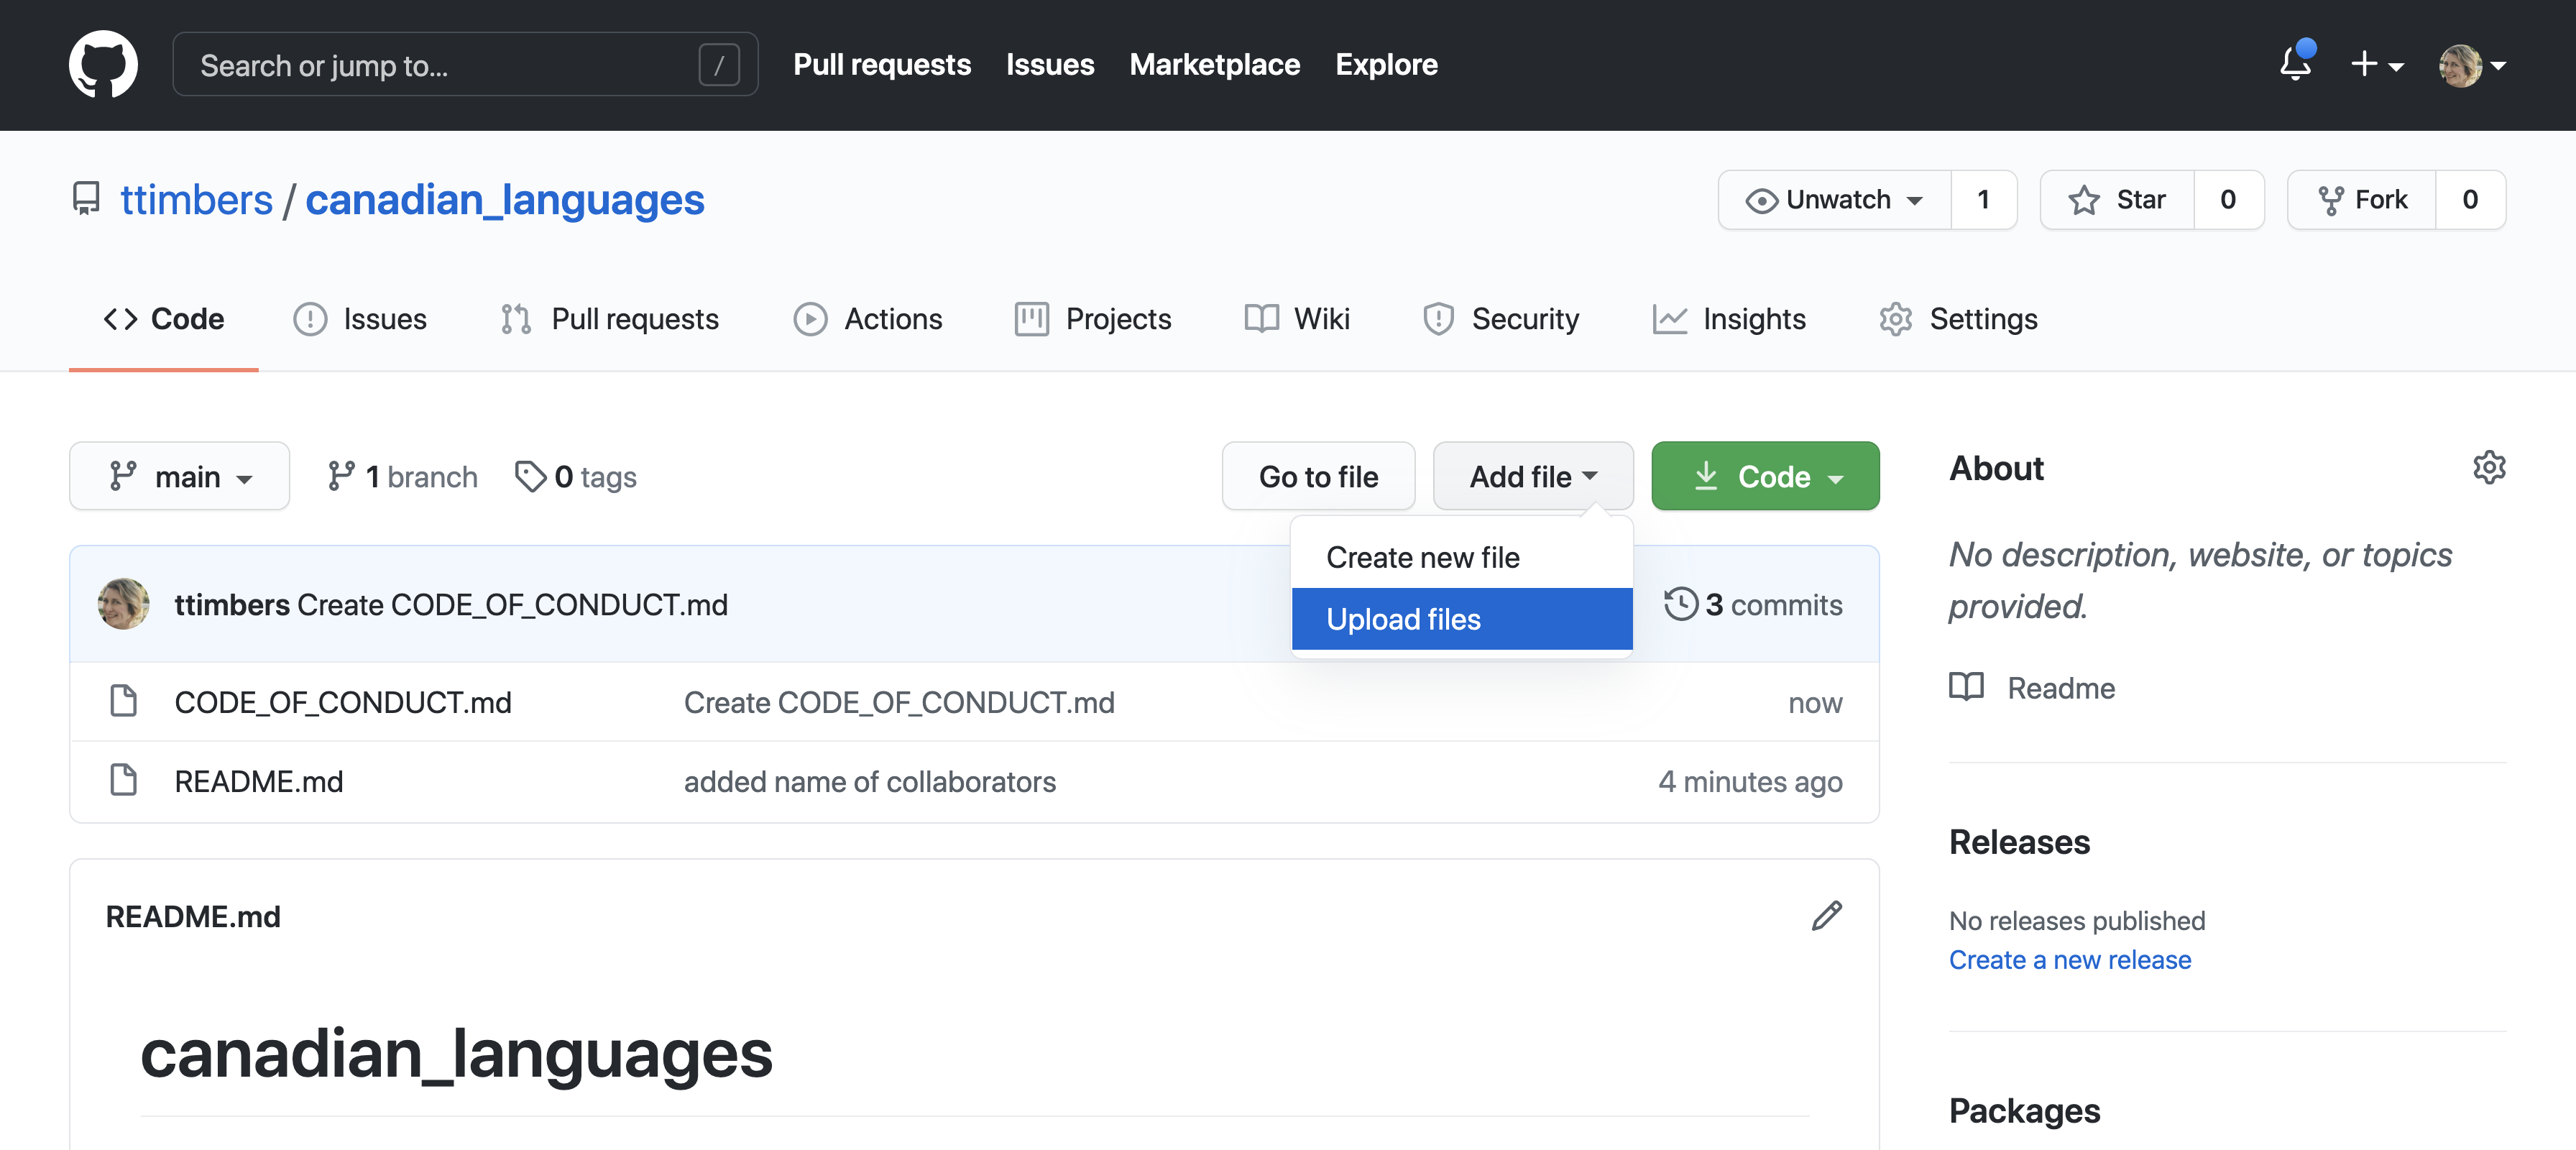 Search or jump to... /
Pull requests Issues Marketplace Explore
ttimbers / canadian_languages
Unwatch 1 Star 0 Fork 0
Code Issues Pull requests Actions Projects Wiki Security Insights Settings
main 1 branch 0 tags
Go to file Add file Code
Create new file
Upload files
ttimbers Create CODE_OF_CONDUCT.md
3 commits
CODE_OF_CONDUCT.md Create CODE_OF_CONDUCT.md now
README.md added name of collaborators 4 minutes ago
README.md
canadian_languages
About
No description, website, or topics
provided.
Readme
Releases
No releases published
Create a new release
Packages